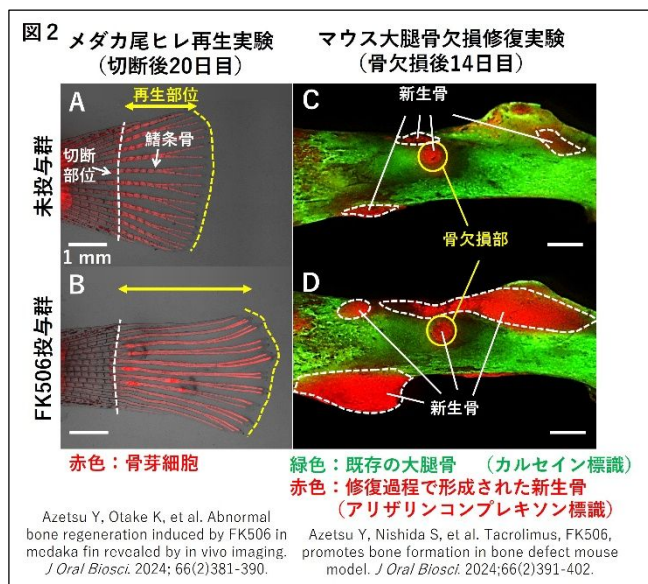 図2
メダカ尾ヒレ再生実験
(切断後20日目)
マウス大腿骨欠損修復実験
(骨欠損後14日目)
未投与群
A
再生部位
鰭条骨
切断
部位
1 mm
C
新生骨
骨欠損部
FK506投与群
B
D
新生骨
赤色:骨芽細胞
緑色:既存の大腿骨 (カルセイン標識)
赤色:修復過程で形成された新生骨
(アリザリンコンプレキソン標識)
Azetsu Y, Otake K, et al. Abnormal
bone regeneration induced by FK506 in
medaka fin revealed by in vivo imaging.
J Oral Biosci. 2024; 66(2)381-390.
Azetsu Y, Nishida S, et al. Tacrolimus, FK506,
promotes bone formation in bone defect mouse
model. J Oral Biosci. 2024;66(2)391-402.